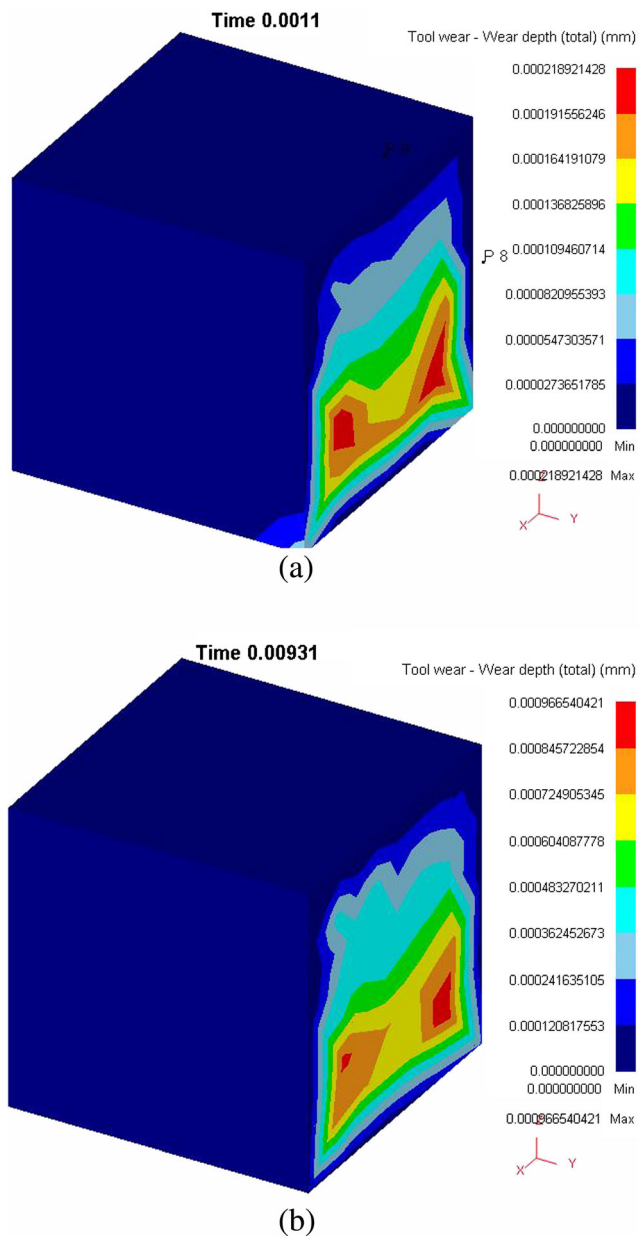 Time 0.0011
Tool wear - Wear depth (total) (mm)
0.000218921428
0.000191556246
0.000164191079
0.000136825896
0.000109460714
P 8
0.0000820955393
0.0000547303571
0.0000273651785
0.000000000
0.000000000 Min
0.000218921428 Max
Z
X Y
(a)
Time 0.00931
Tool wear - Wear depth (total) (mm)
0.000966540421
0.000845722854
0.000724905345
0.000604087778
0.000483270211
0.000362452673
0.000241635105
0.000120817553
0.000000000
0.000000000 Min
0.000966540421 Max
Z
X Y
(b)